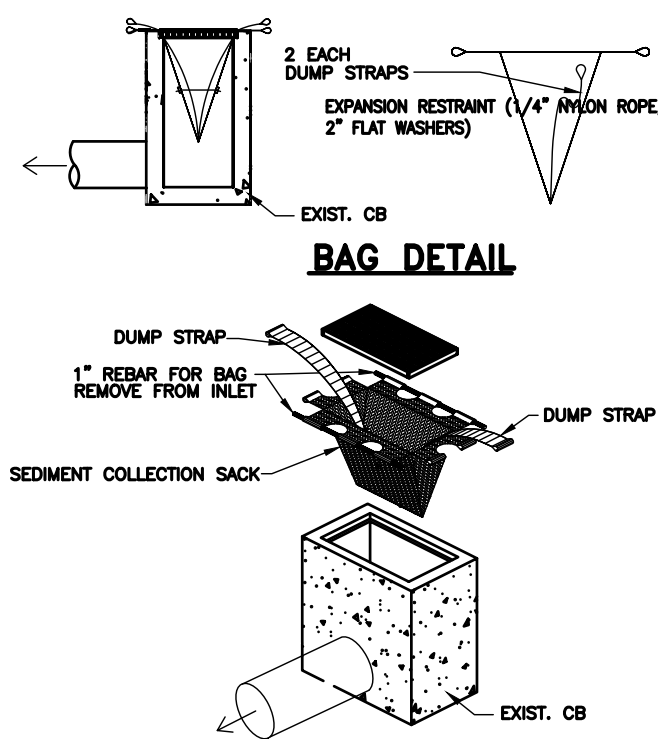 2 EACH
DUMP STRAPS
EXPANSION RESTRAINT (1/4" NYLON ROPE,
2" FLAT WASHERS)
EXIST. CB
BAG DETAIL
DUMP STRAP
1" REBAR FOR BAG
REMOVE FROM INLET
DUMP STRAP
SEDIMENT COLLECTION SACK
EXIST. CB